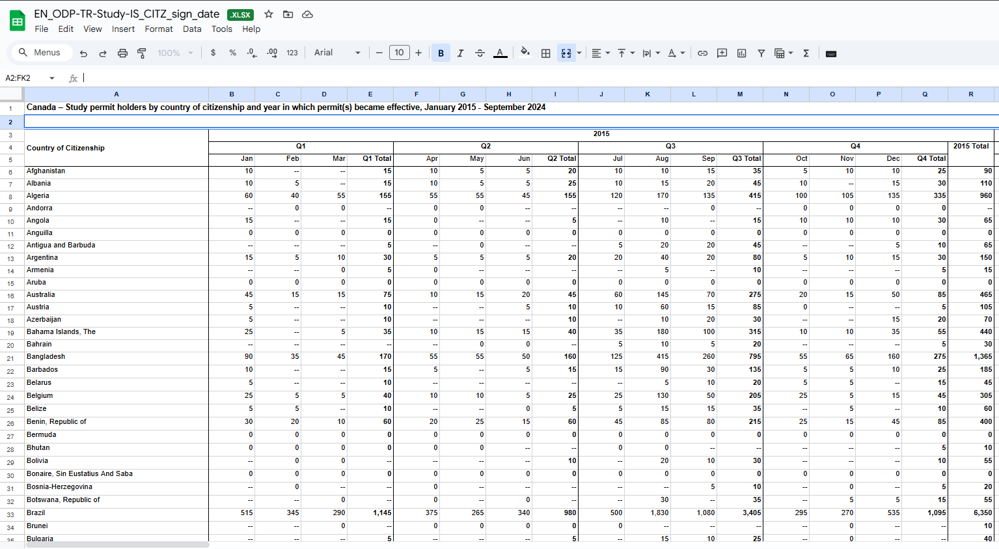 EN_ODP-TR-Study-IS_CITZ_sign_date .XLSX
File Edit View Insert Format Data Tools Help
Menus 100% $ % .0 .00 123 Arial 10 B I A A Σ
A2:FK2 fx
A B C D E F G H I J K L M N O P Q R
1 Canada – Study permit holders by country of citizenship and year in which permit(s) became effective, January 2015 - September 2024
2
3 2015
4 Country of Citizenship Q1 Q2 Q3 Q4 2015 Total
5 Jan Feb Mar Q1 Total Apr May Jun Q2 Total Jul Aug Sep Q3 Total Oct Nov Dec Q4 Total
6 Afghanistan 10 -- -- 15 10 5 5 20 10 10 15 35 5 10 10 25 90
7 Albania 10 5 -- 15 10 5 5 25 10 15 20 45 10 -- 15 30 110
8 Algeria 60 40 55 155 55 55 45 155 120 170 135 415 100 105 135 335 960
9 Andorra -- 0 0 -- 0 0 -- -- -- -- 0 -- 0 0 0 0 --
10 Angola 15 -- -- 15 0 -- -- 5 -- 10 -- 15 10 10 10 30 65
11 Anguilla 0 0 0 0 0 0 0 0 0 0 0 0 0 0 0 0 0
12 Antigua and Barbuda -- -- -- 5 -- 0 -- -- 5 20 20 45 -- -- 5 10 65
13 Argentina 15 5 10 30 5 5 5 20 20 40 20 80 5 10 15 30 150
14 Armenia -- -- 0 5 0 -- -- -- -- 5 -- 10 -- -- -- 5 15
15 Aruba 0 0 0 0 0 0 0 0 0 0 0 0 0 0 0 0 0
16 Australia 45 15 15 75 10 15 20 45 60 145 70 275 20 15 50 85 465
17 Austria 5 -- -- 10 -- -- 5 10 10 60 15 85 0 -- -- 5 105
18 Azerbaijan 5 -- -- 10 -- -- -- 10 -- 10 20 30 -- -- 15 20 70
19 Bahama Islands, The 25 -- 5 35 10 15 15 40 35 180 100 315 10 10 35 55 440
20 Bahrain -- -- -- -- -- 0 0 -- 5 10 5 20 -- -- -- 5 30
21 Bangladesh 90 35 45 170 55 55 50 160 125 415 260 795 55 65 160 275 1,365
22 Barbados 10 -- -- 15 5 -- 5 15 15 90 30 135 5 5 10 25 185
23 Belarus 5 -- -- 10 -- -- -- -- -- 5 10 20 5 5 -- 15 45
24 Belgium 25 5 5 40 10 10 5 25 25 130 50 205 25 5 15 45 305
25 Belize 5 5 -- 10 -- -- 0 5 5 15 15 35 -- 5 -- 10 60
26 Benin, Republic of 30 20 10 60 20 25 15 60 45 85 80 215 25 15 45 85 400
27 Bermuda 0 0 0 0 0 0 0 0 0 0 0 0 0 0 0 0 0
28 Bhutan 0 0 0 0 0 0 -- -- 0 0 -- -- -- -- -- 5 10
29 Bolivia -- 0 0 -- -- -- -- 10 -- 20 10 30 -- -- -- 10 55
30 Bonaire, Sin Eustatius And Saba 0 0 0 0 0 0 0 0 0 0 0 0 0 0 0 0 0
31 Bosnia-Herzegovina -- 0 -- -- 0 -- -- -- -- -- 5 10 -- 0 -- 5 20
32 Botswana, Republic of -- -- 0 -- 0 -- 0 -- -- 30 -- 35 -- 5 5 15 55
33 Brazil 515 345 290 1,145 375 265 340 980 500 1,830 1,080 3,405 295 270 535 1,095 6,350
34 Brunei -- -- 0 -- 0 0 0 0 0 -- -- -- -- 0 -- -- 10
35 Bulgaria -- -- -- 5 -- -- -- 5 -- 15 10 25 -- 0 -- -- 40